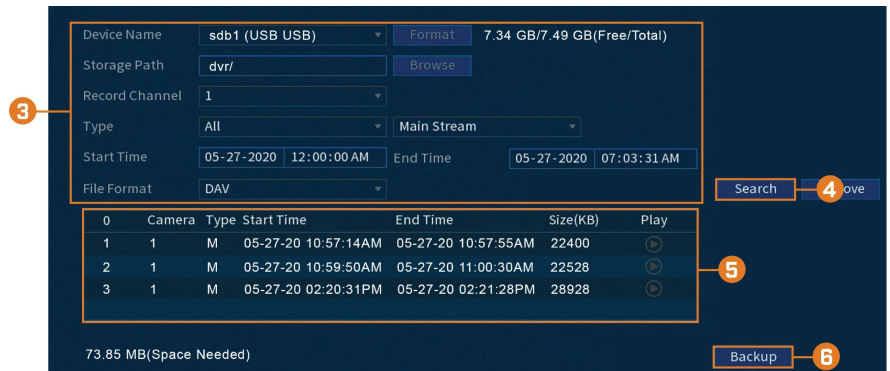 Device Name sdb1 (USB USB) Format 7.34 GB/7.49 GB(Free/Total)
Storage Path dvr/ Browse
Record Channel 1
3
Type All Main Stream
Start Time 05-27-2020 12:00:00 AM End Time 05-27-2020 07:03:31 AM
File Format DAV Search 4 ove
0 Camera Type Start Time End Time Size(KB) Play
1 1 M 05-27-20 10:57:14AM 05-27-20 10:57:55AM 22400
2 1 M 05-27-20 10:59:50AM 05-27-20 11:00:30AM 22528
5
3 1 M 05-27-20 02:20:31PM 05-27-20 02:21:28PM 28928
73.85 MB(Space Needed) Backup 6